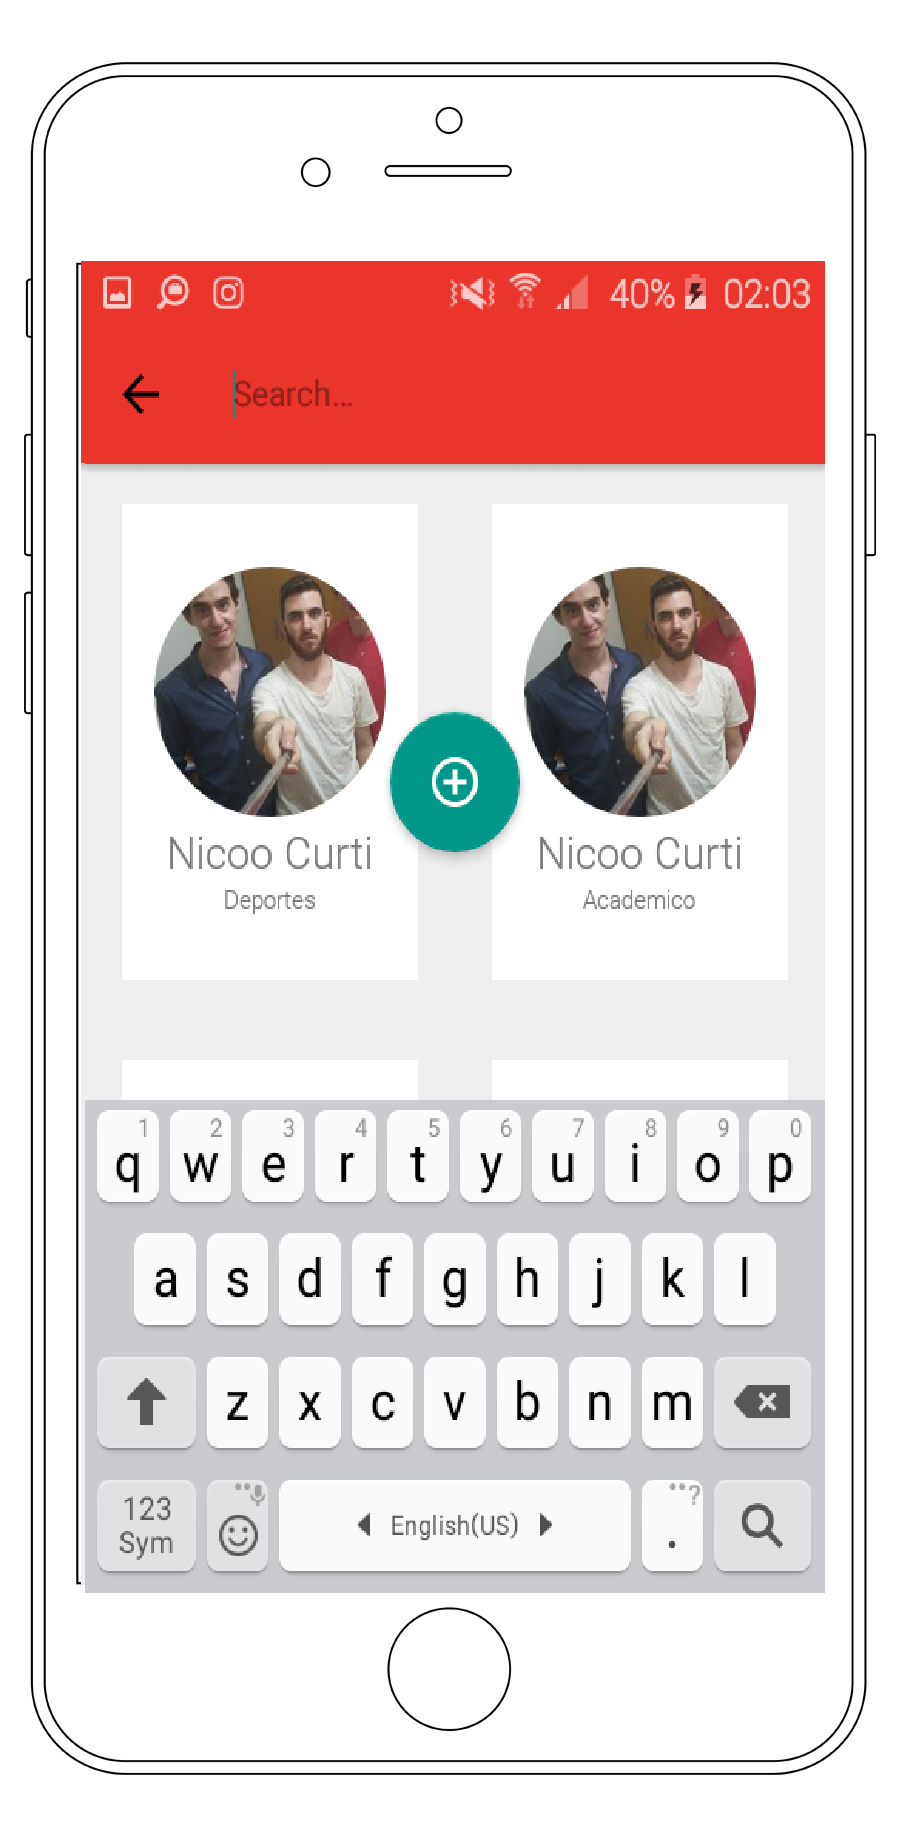 40% 02:03
Search...
Nicoo Curti Nicoo Curti
Deportes Academico
1 2 3 4 5 6 7 8 9 0
q w e r t y u i o p
a s d f g h j k l
z x c v b n m
123 ?
Sym English(US) .